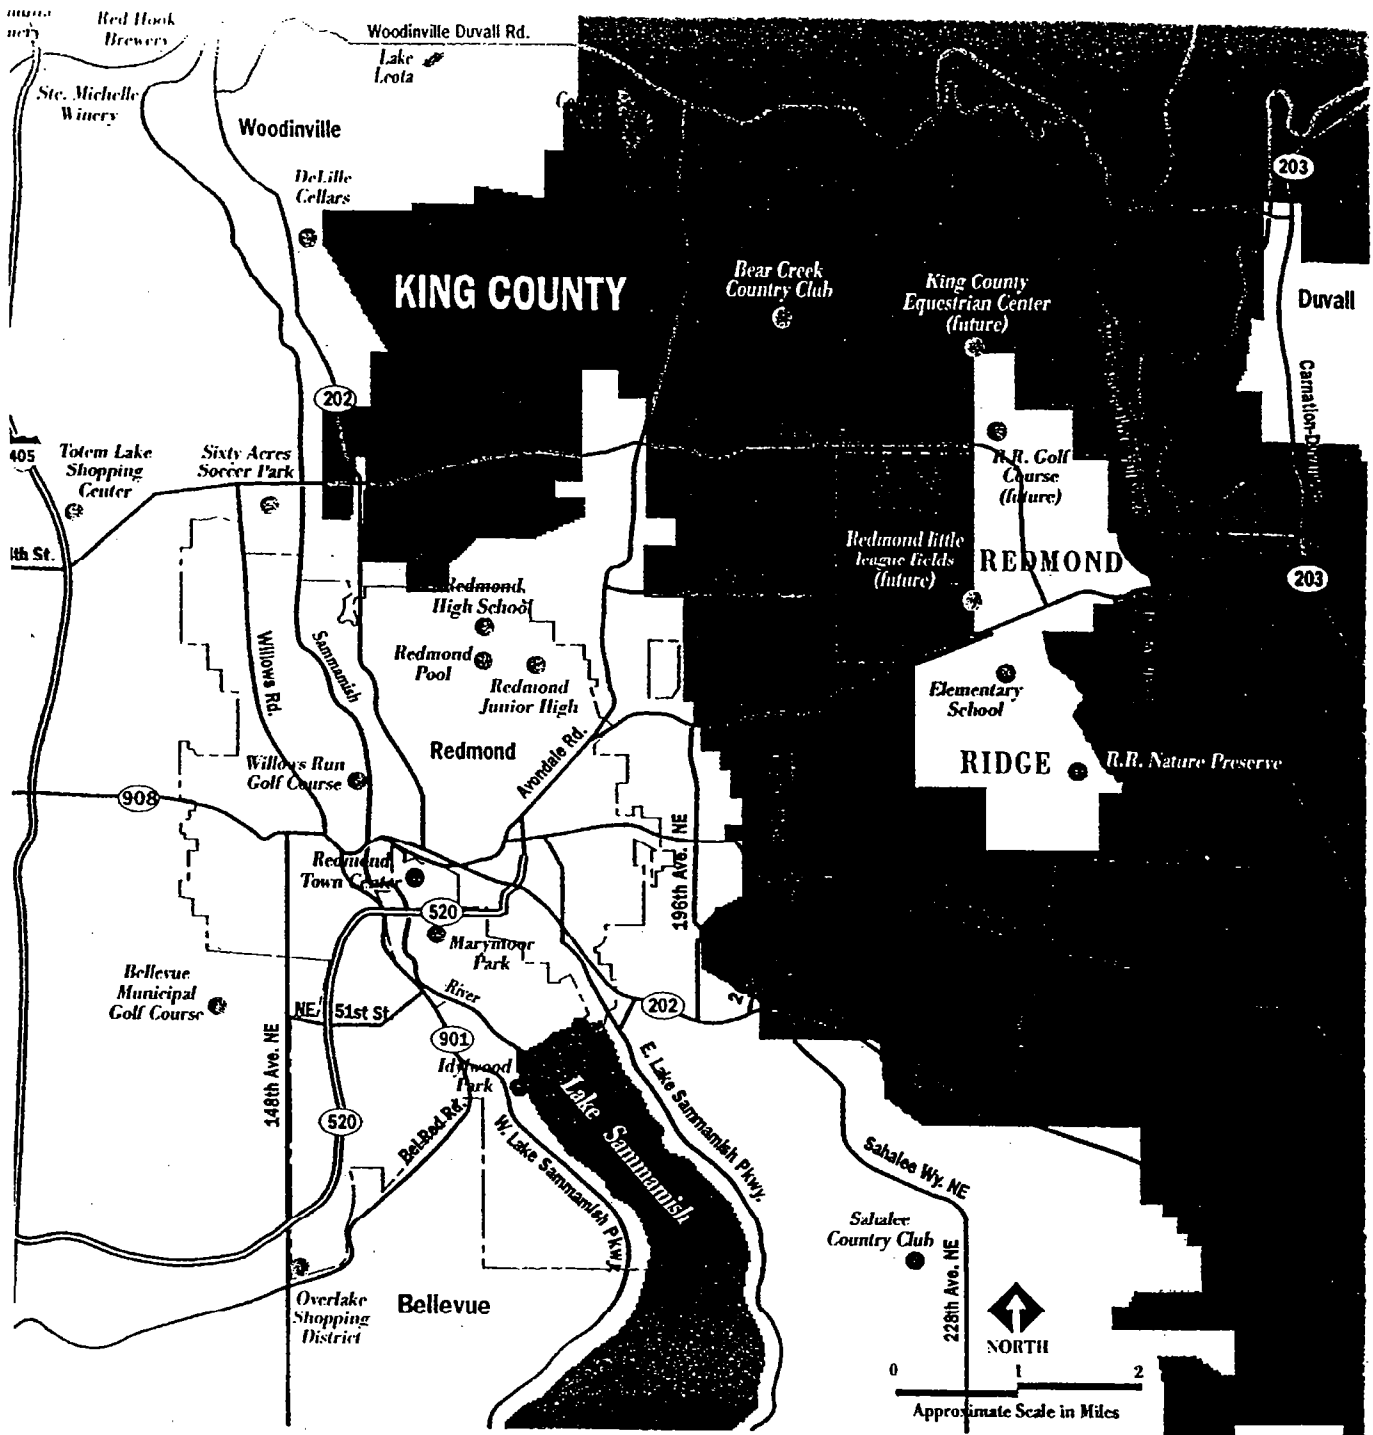 Red Hook
Brewery
Woodinville Duvall Rd.
Lake
Leota
Ste. Michelle
Winery
Woodinville
203
DeLille
Cellars
KING COUNTY
Bear Creek
Country Club
King County
Equestrian Center
(future)
Duvall
202
405
Totem Lake
Shopping
Center
Sixty Acres
Soccer Park
R.R. Golf
Course
(future)
Redmond little
league fields
(future)
REDMOND
203
Redmond
High School
Redmond
Pool
Redmond
Junior High
Willows Rd.
Sammamish
Elementary
School
Redmond
Avondale Rd.
RIDGE
R.R. Nature Preserve
Willows Run
Golf Course
908
Redmond
Town Center
196th Ave. NE
520
Marymoor
Park
Bellevue
Municipal
Golf Course
River
NE 51st St.
202
901
148th Ave. NE
Idylwood
Park
Lake Sammamish
E. Lake Sammamish Pkwy.
520
Bel-Red Rd.
W. Lake Sammamish Pkwy.
Sahalee Wy. NE
Sahalee
Country Club
228th Ave. NE
Overlake
Shopping
District
Bellevue
NORTH
0 1 2
Approximate Scale in Miles